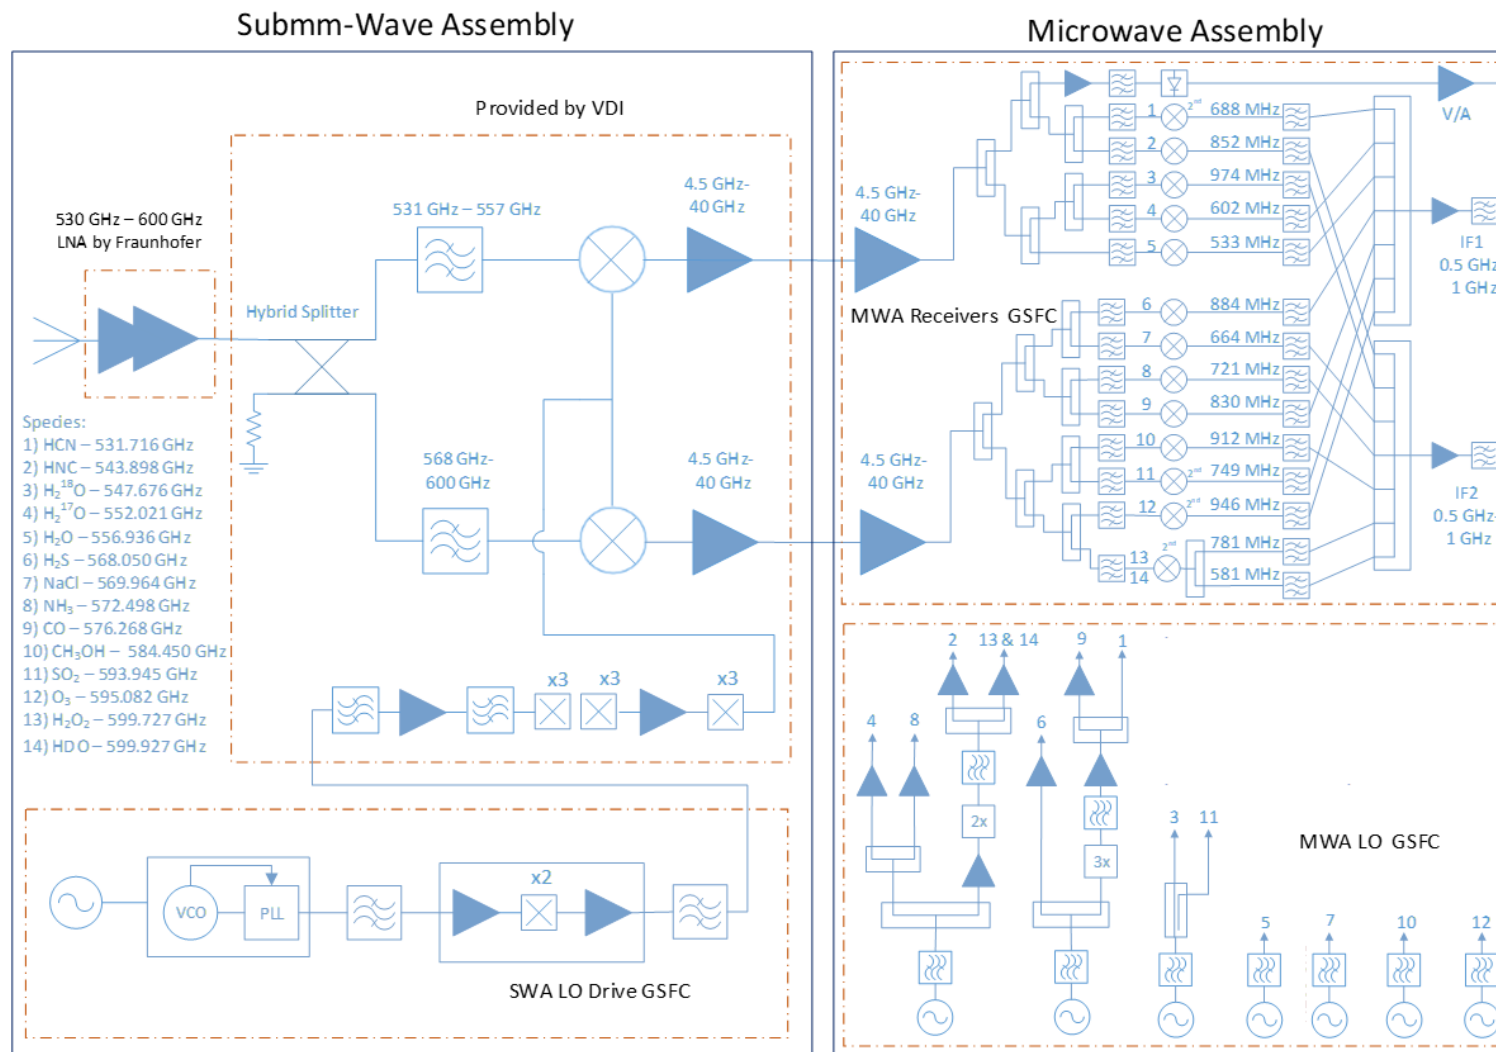 Submm-Wave Assembly
Microwave Assembly
Provided by VDI
530 GHz – 600 GHz
LNA by Fraunhofer
531 GHz – 557 GHz
4.5 GHz-
40 GHz
Hybrid Splitter
568 GHz-
600 GHz
4.5 GHz-
40 GHz
Species:
1) HCN – 531.716 GHz
2) HNC – 543.898 GHz
3) H₂¹⁸O – 547.676 GHz
4) H₂¹⁷O – 552.021 GHz
5) H₂O – 556.936 GHz
6) H₂S – 568.050 GHz
7) NaCl – 569.964 GHz
8) NH₃ – 572.498 GHz
9) CO – 576.268 GHz
10) CH₃OH – 584.450 GHz
11) SO₂ – 593.945 GHz
12) O₃ – 595.082 GHz
13) H₂O₂ – 599.727 GHz
14) HDO – 599.927 GHz
x3
x3
x3
VCO
PLL
x2
SWA LO Drive GSFC
4.5 GHz-
40 GHz
MWA Receivers GSFC
4.5 GHz-
40 GHz
1 2nd 688 MHz
2 852 MHz
3 974 MHz
4 602 MHz
5 533 MHz
6 884 MHz
7 664 MHz
8 721 MHz
9 830 MHz
10 912 MHz
11 2nd 749 MHz
12 2nd 946 MHz
13 2nd 781 MHz
14 581 MHz
V/A
IF1
0.5 GHz-
1 GHz
IF2
0.5 GHz-
1 GHz
2 13 & 14 9 1
4 8 6
2x
3x
3 11
MWA LO GSFC
5 7 10 12